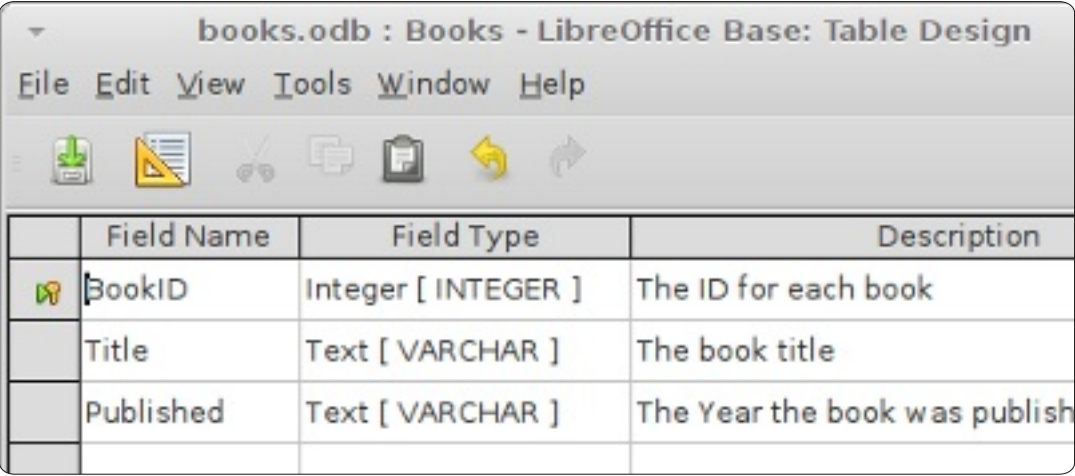 books.odb : Books - LibreOffice Base: Table Design
File Edit View Tools Window Help
Field Name Field Type Description
BookID Integer [ INTEGER ] The ID for each book
Title Text [ VARCHAR ] The book title
Published Text [ VARCHAR ] The Year the book was publish